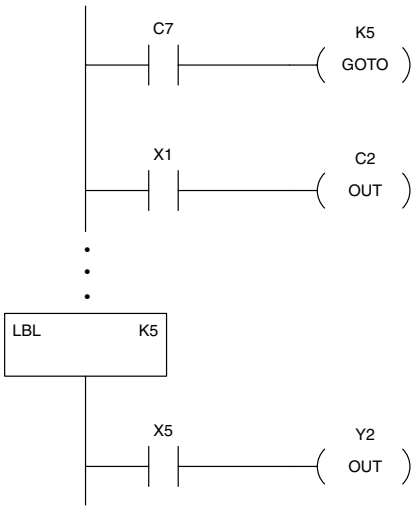 C7 K5
GOTO
X1 C2
OUT
LBL K5
X5 Y2
OUT